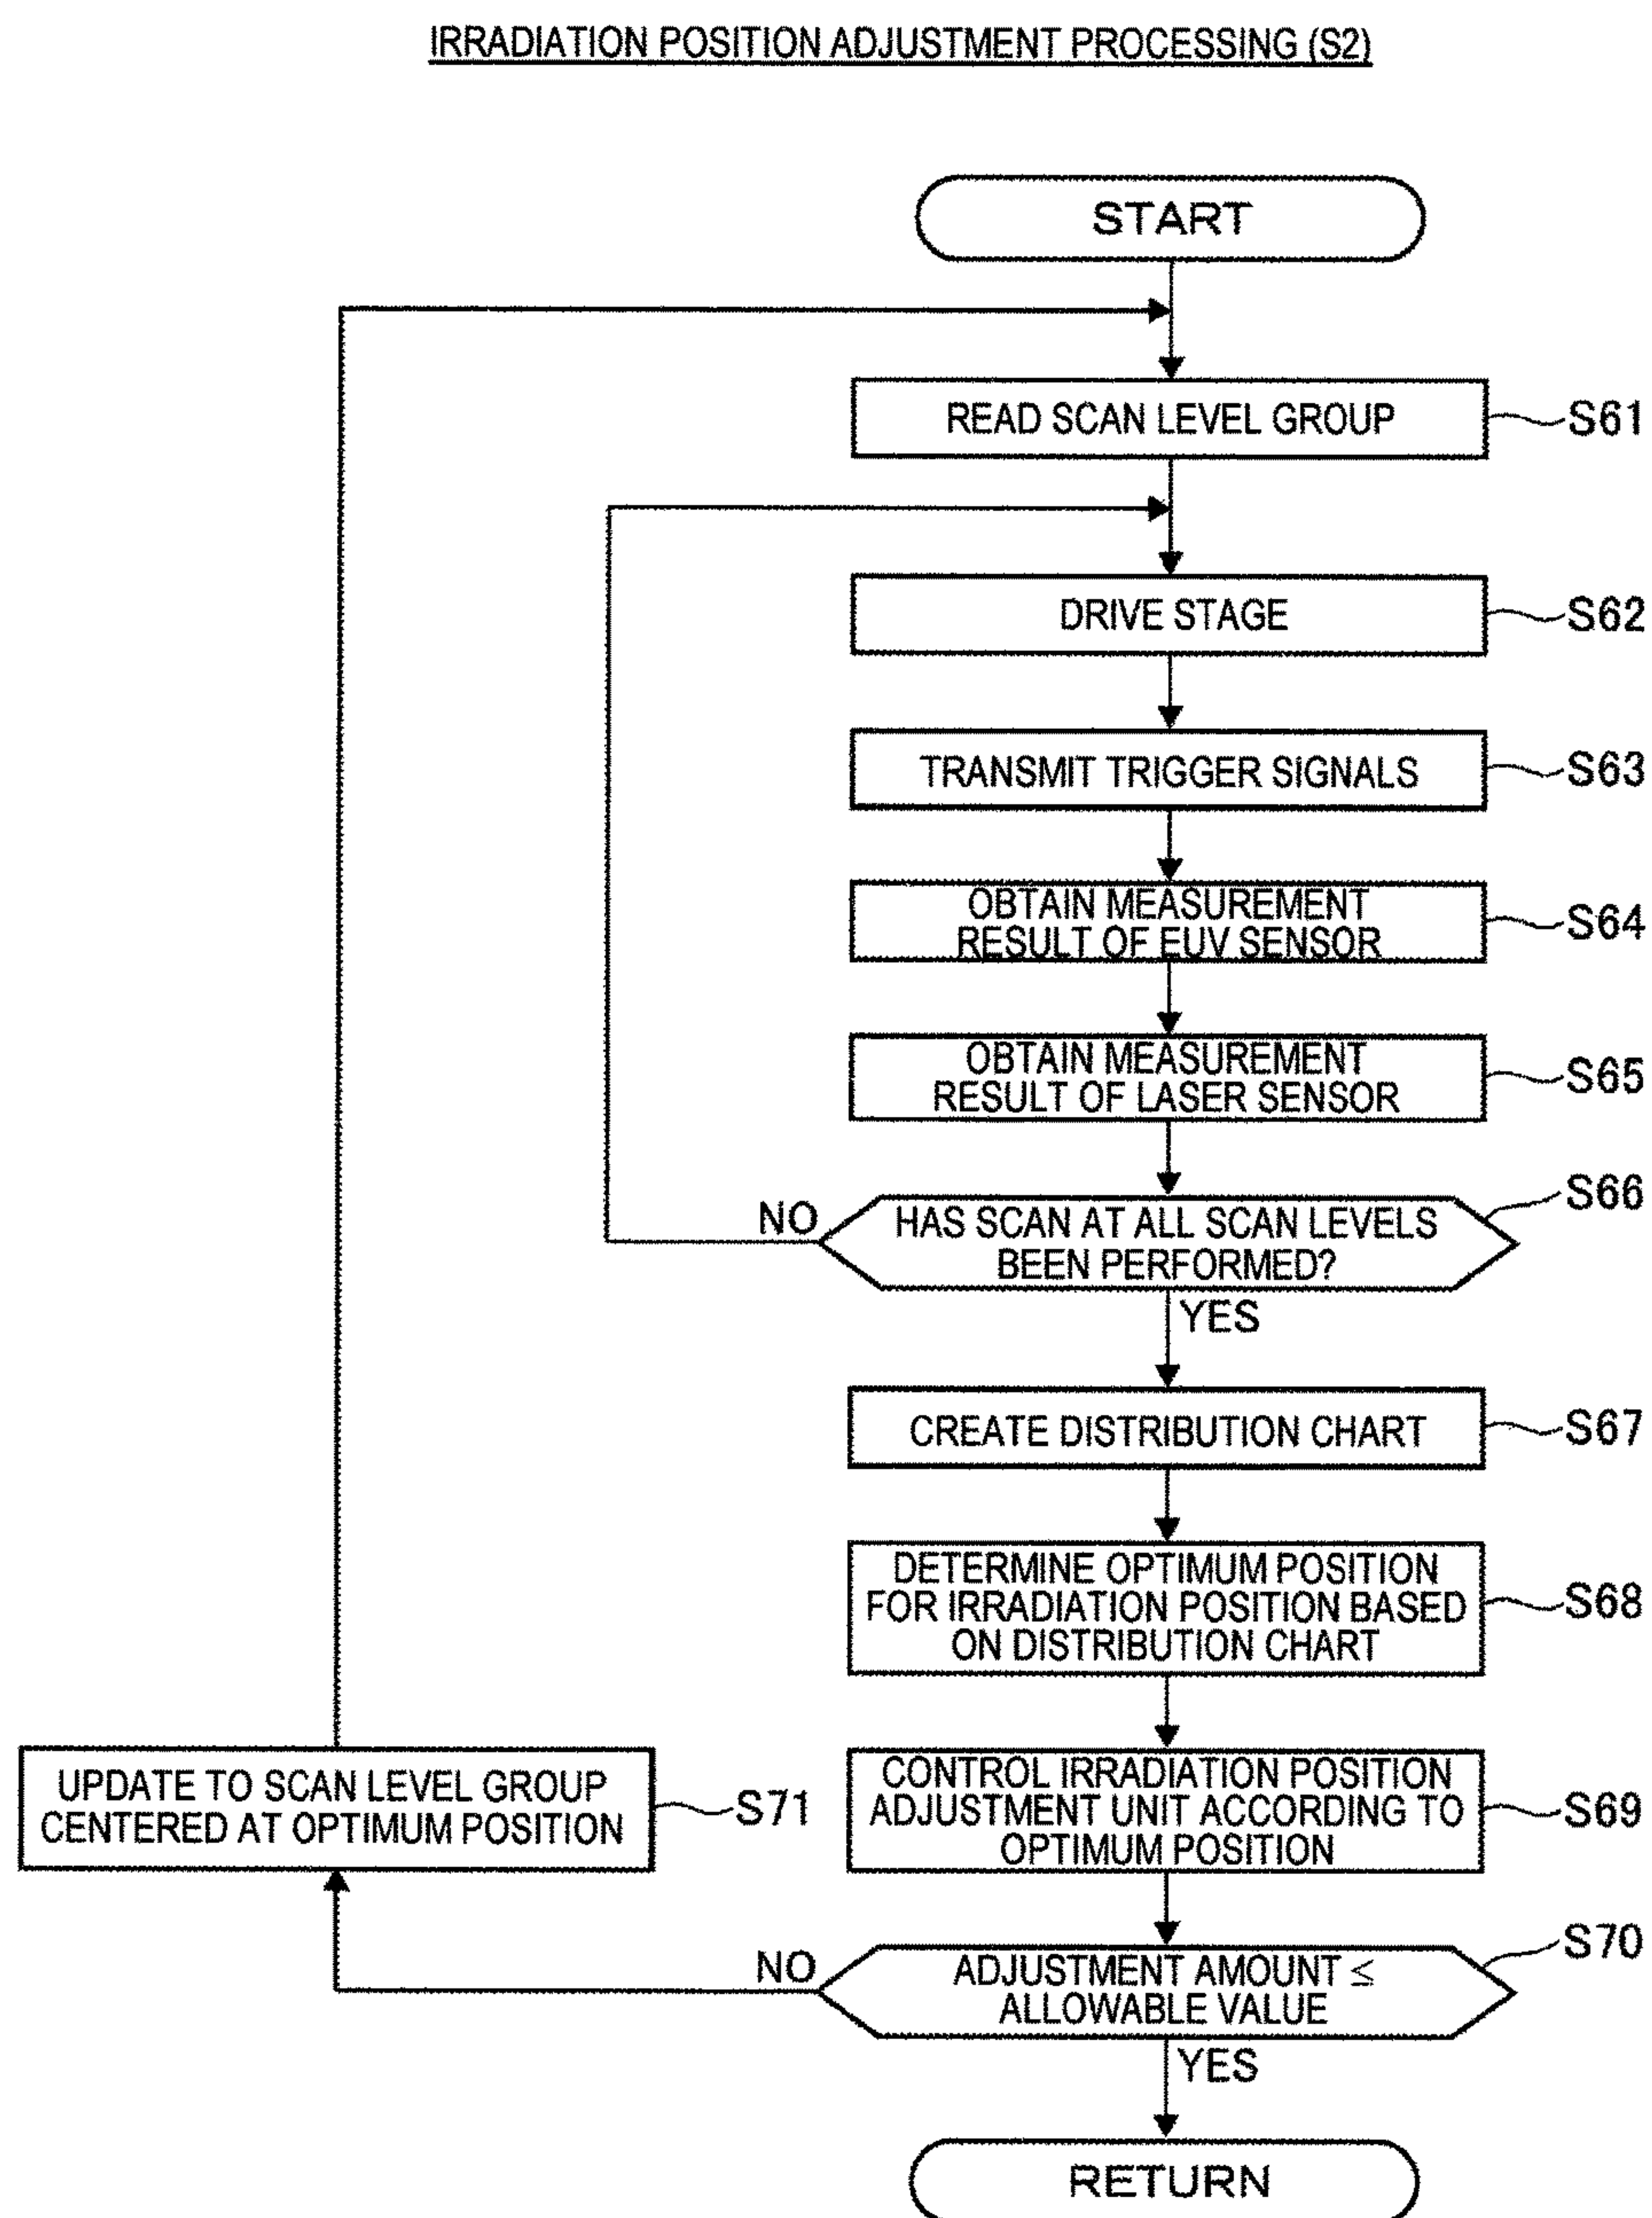 IRRADIATION POSITION ADJUSTMENT PROCESSING (S2)
START
READ SCAN LEVEL GROUP
S61
DRIVE STAGE
S62
TRANSMIT TRIGGER SIGNALS
S63
OBTAIN MEASUREMENT
RESULT OF EUV SENSOR
S64
OBTAIN MEASUREMENT
RESULT OF LASER SENSOR
S65
HAS SCAN AT ALL SCAN LEVELS
BEEN PERFORMED?
S66
NO
YES
CREATE DISTRIBUTION CHART
S67
DETERMINE OPTIMUM POSITION
FOR IRRADIATION POSITION BASED
ON DISTRIBUTION CHART
S68
CONTROL IRRADIATION POSITION
ADJUSTMENT UNIT ACCORDING TO
OPTIMUM POSITION
S69
UPDATE TO SCAN LEVEL GROUP
CENTERED AT OPTIMUM POSITION
S71
ADJUSTMENT AMOUNT ≤
ALLOWABLE VALUE
S70
NO
YES
RETURN